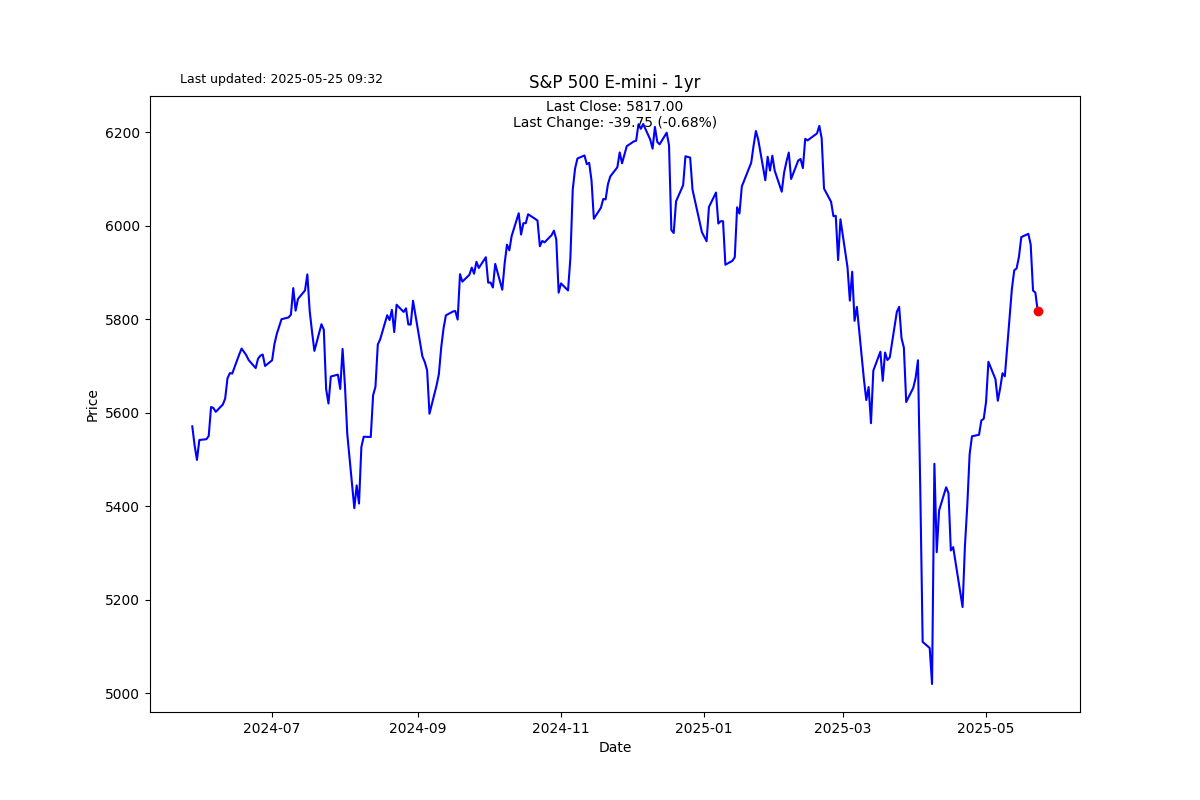 Last updated: 2025-05-25 09:32
S&P 500 E-mini - 1yr
Last Close: 5817.00
Last Change: -39.75 (-0.68%)
6200
6000
5800
5600
5400
5200
5000
Price
2024-07
2024-09
2024-11
2025-01
2025-03
2025-05
Date